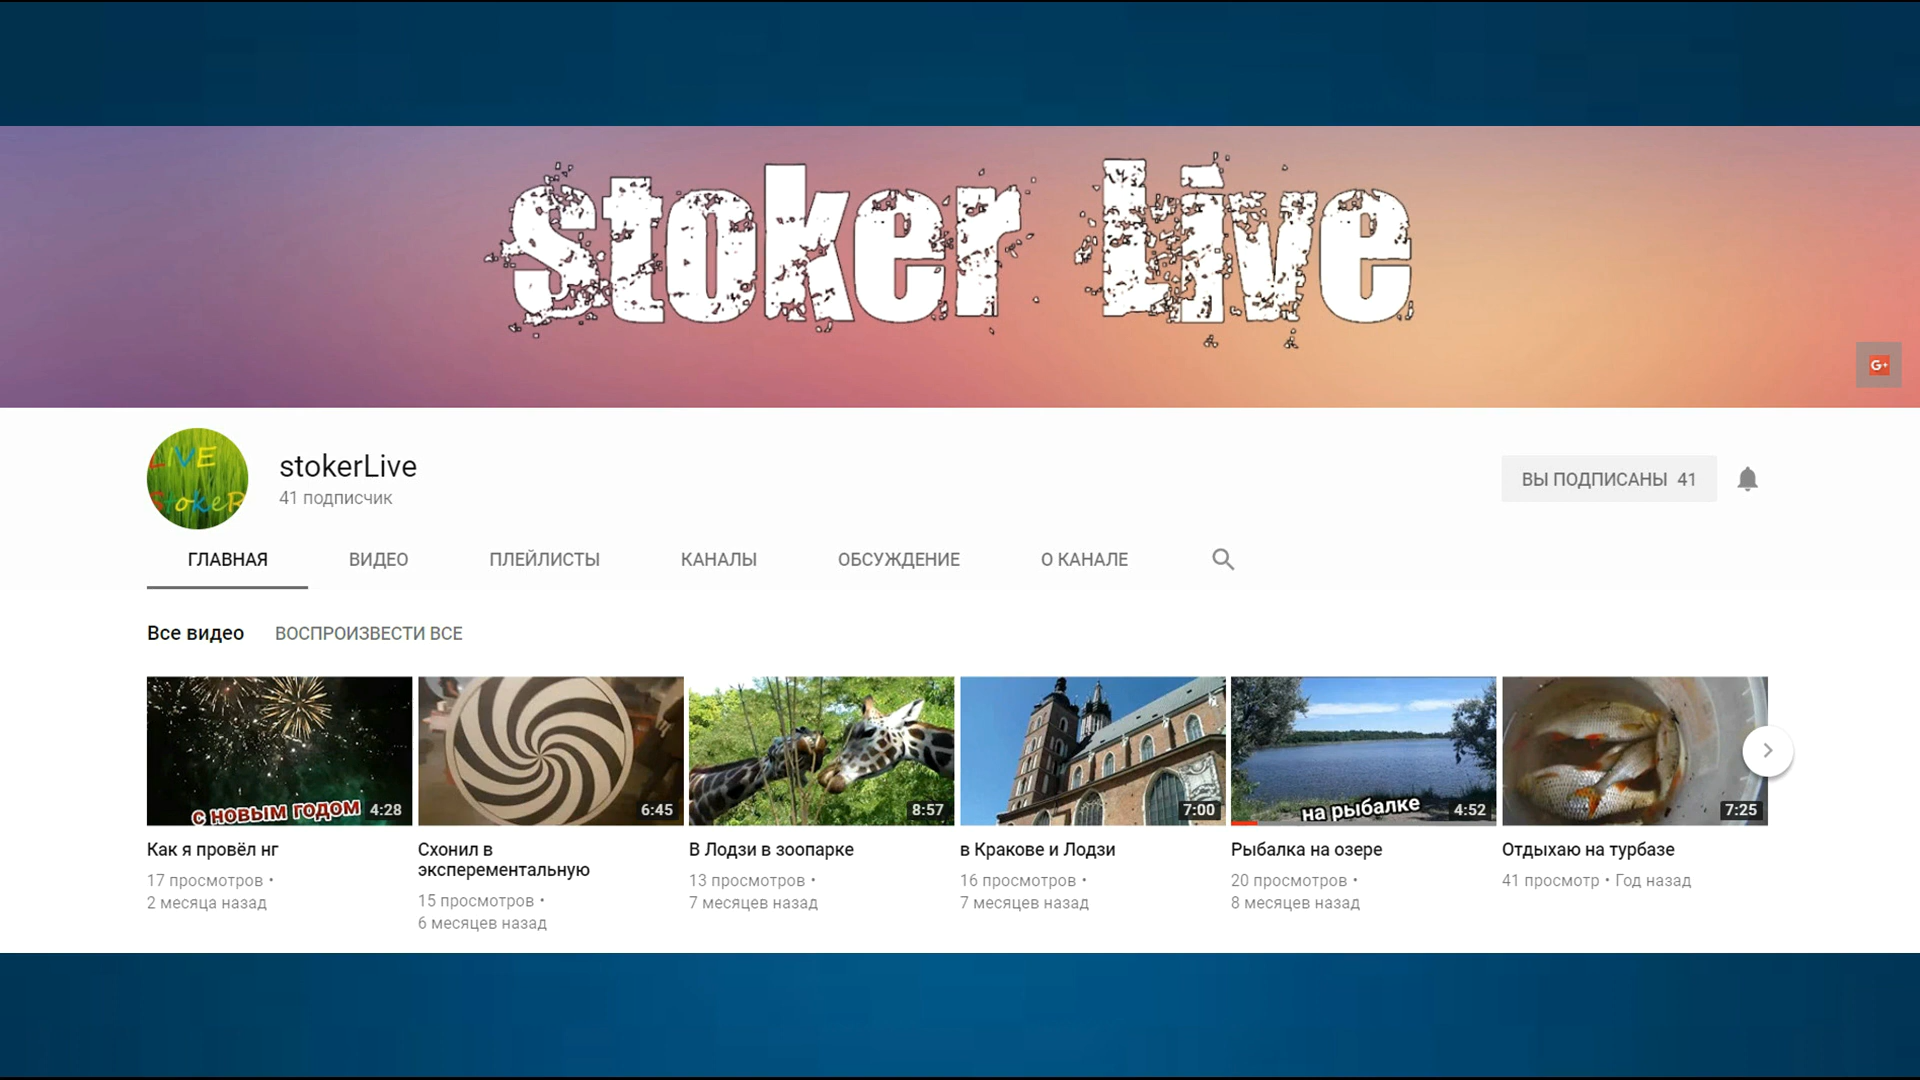 Stoker Live
G+
LIVE
StokeR
stokerLive
41 подписчик
ВЫ ПОДПИСАНЫ 41
ГЛАВНАЯ ВИДЕО ПЛЕЙЛИСТЫ КАНАЛЫ ОБСУЖДЕНИЕ О КАНАЛЕ
Все видео ВОСПРОИЗВЕСТИ ВСЕ
с новым годом 4:28
6:45
8:57
7:00
на рыбалке 4:52
7:25
Как я провёл нг
17 просмотров •
2 месяца назад
Схонил в
эксперементальную
15 просмотров •
6 месяцев назад
В Лодзи в зоопарке
13 просмотров •
7 месяцев назад
в Кракове и Лодзи
16 просмотров •
7 месяцев назад
Рыбалка на озере
20 просмотров •
8 месяцев назад
Отдыхаю на турбазе
41 просмотр • Год назад